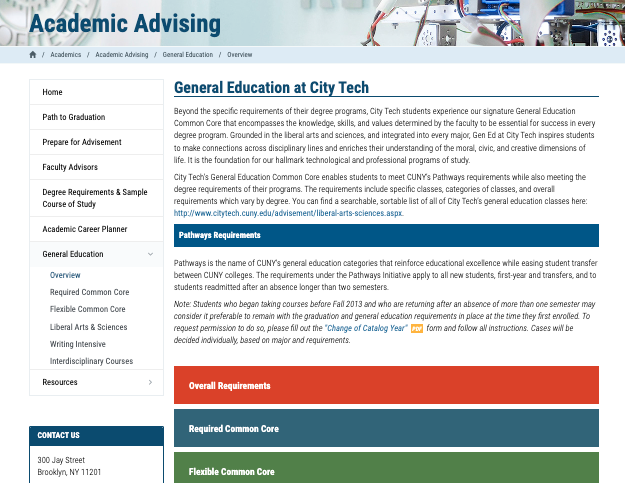 Academic Advising
/ Academics / Academic Advising / General Education / Overview
Home
Path to Graduation
Prepare for Advisement
Faculty Advisors
Degree Requirements & Sample
Course of Study
Academic Career Planner
General Education
Overview
Required Common Core
Flexible Common Core
Liberal Arts & Sciences
Writing Intensive
Interdisciplinary Courses
Resources
CONTACT US
300 Jay Street
Brooklyn, NY 11201
General Education at City Tech
Beyond the specific requirements of their degree programs, City Tech students experience our signature General Education
Common Core that encompasses the knowledge, skills, and values determined by the faculty to be essential for success in every
degree program. Grounded in the liberal arts and sciences, and integrated into every major, Gen Ed at City Tech inspires students
to make connections across disciplinary lines and enriches their understanding of the moral, civic, and creative dimensions of
life. It is the foundation for our hallmark technological and professional programs of study.
City Tech's General Education Common Core enables students to meet CUNY's Pathways requirements while also meeting the
degree requirements of their programs. The requirements include specific classes, categories of classes, and overall
requirements which vary by degree. You can find a searchable, sortable list of all of City Tech's general education classes here:
http://www.citytech.cuny.edu/advisement/liberal-arts-sciences.aspx.
Pathways Requirements
Pathways is the name of CUNY's general education categories that reinforce educational excellence while easing student transfer
between CUNY colleges. The requirements under the Pathways Initiative apply to all new students, first-year and transfers, and to
students readmitted after an absence longer than two semesters.
Note: Students who began taking courses before Fall 2013 and who are returning after an absence of more than one semester may
consider it preferable to remain with the graduation and general education requirements in place at the time they first enrolled. To
request permission to do so, please fill out the "Change of Catalog Year" PDF form and follow all instructions. Cases will be
decided individually, based on major and requirements.
Overall Requirements
Required Common Core
Flexible Common Core